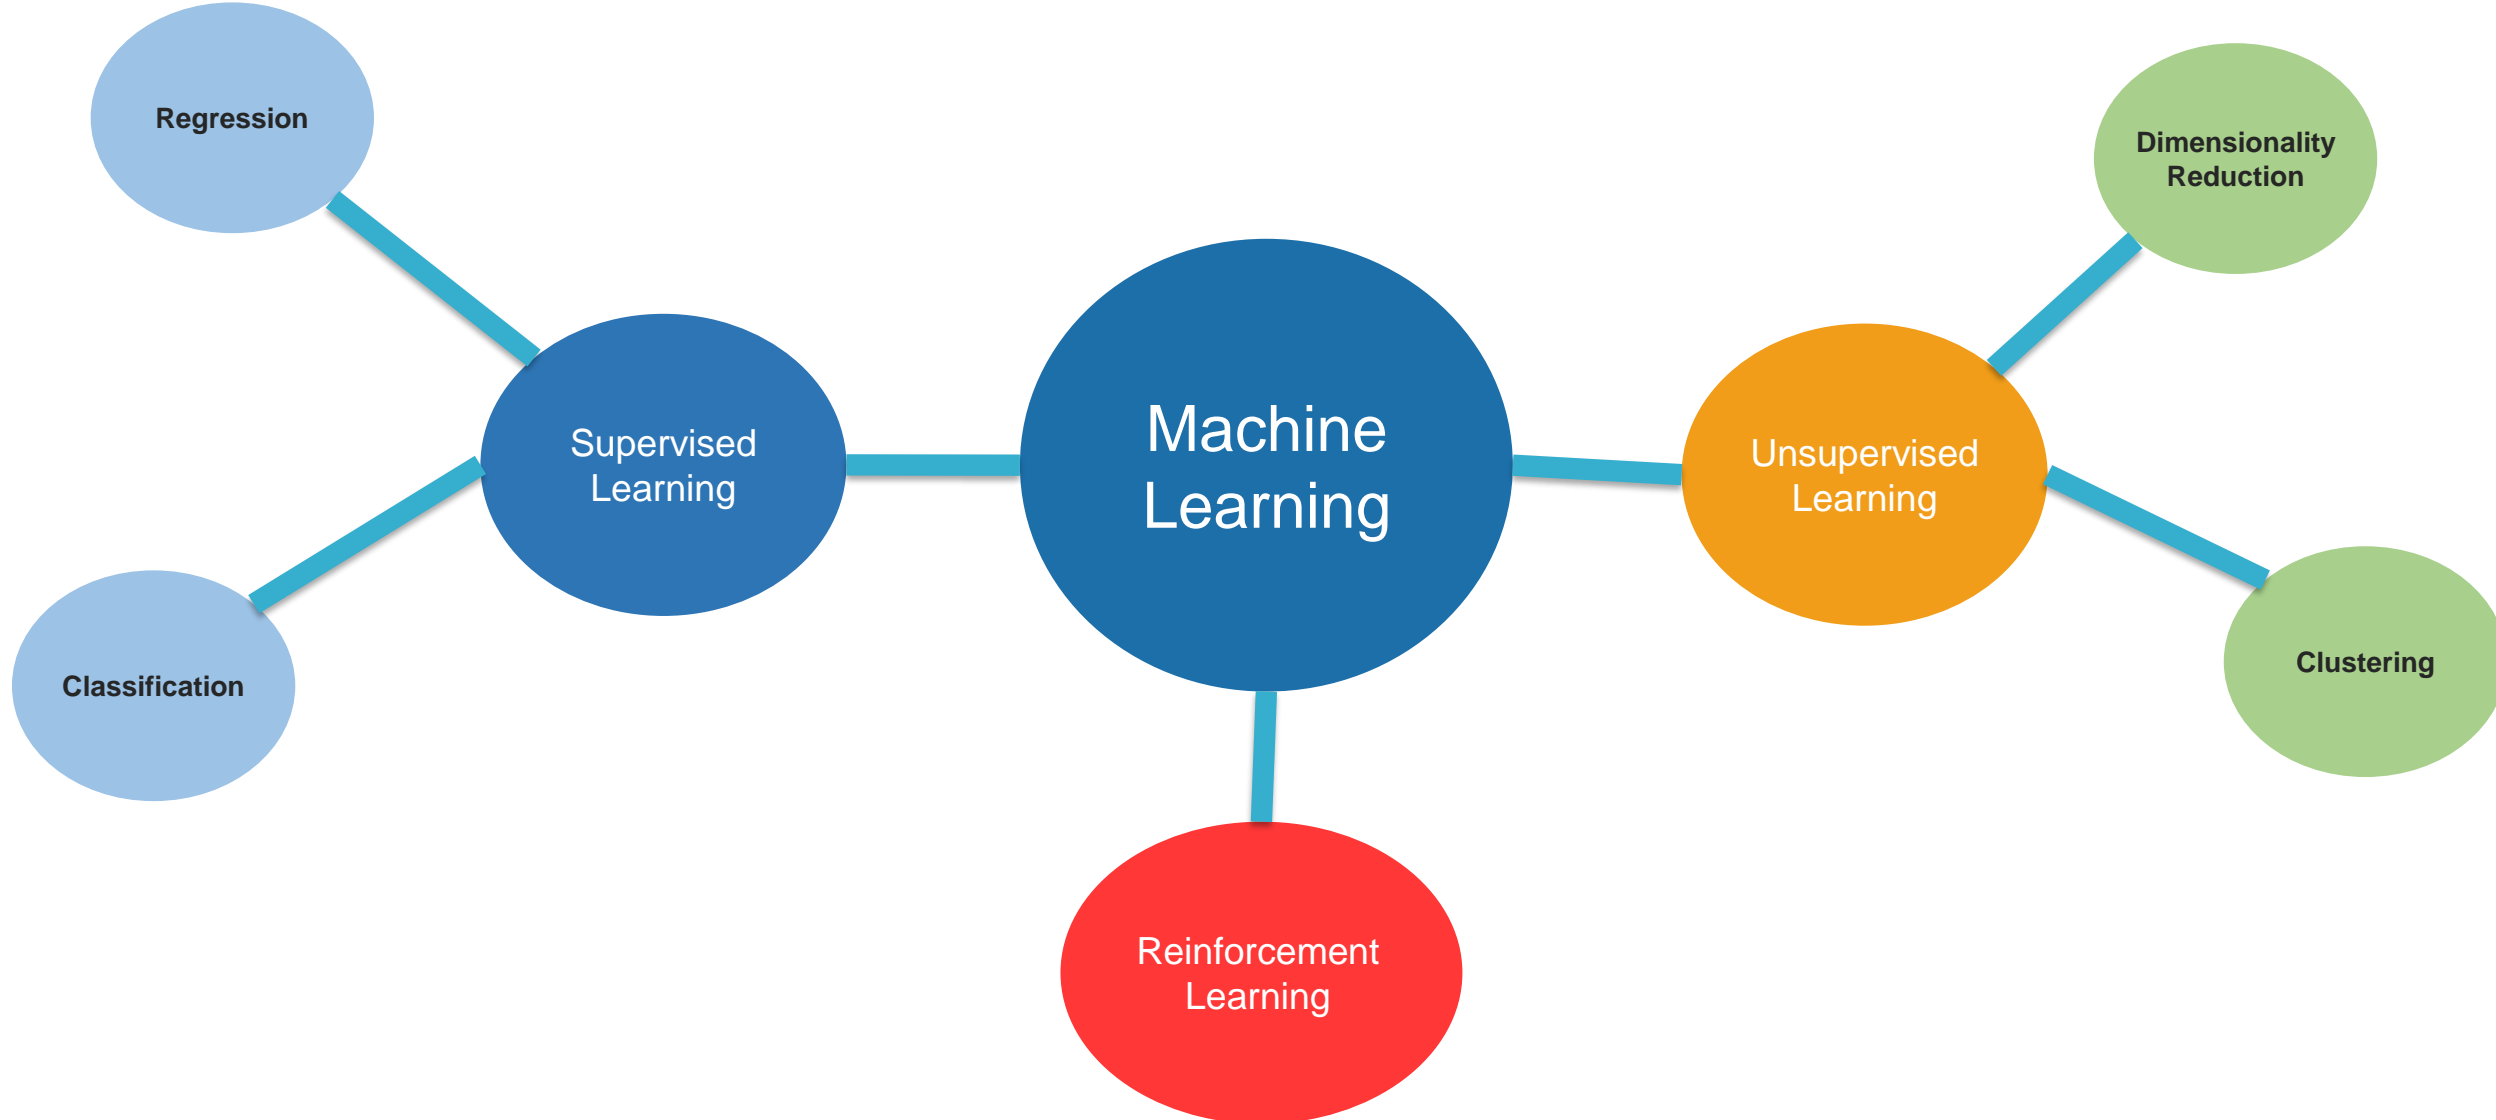 Regression
Dimensionality
Reduction
Machine
Learning
Supervised
Learning
Unsupervised
Learning
Classification
Clustering
Reinforcement
Learning